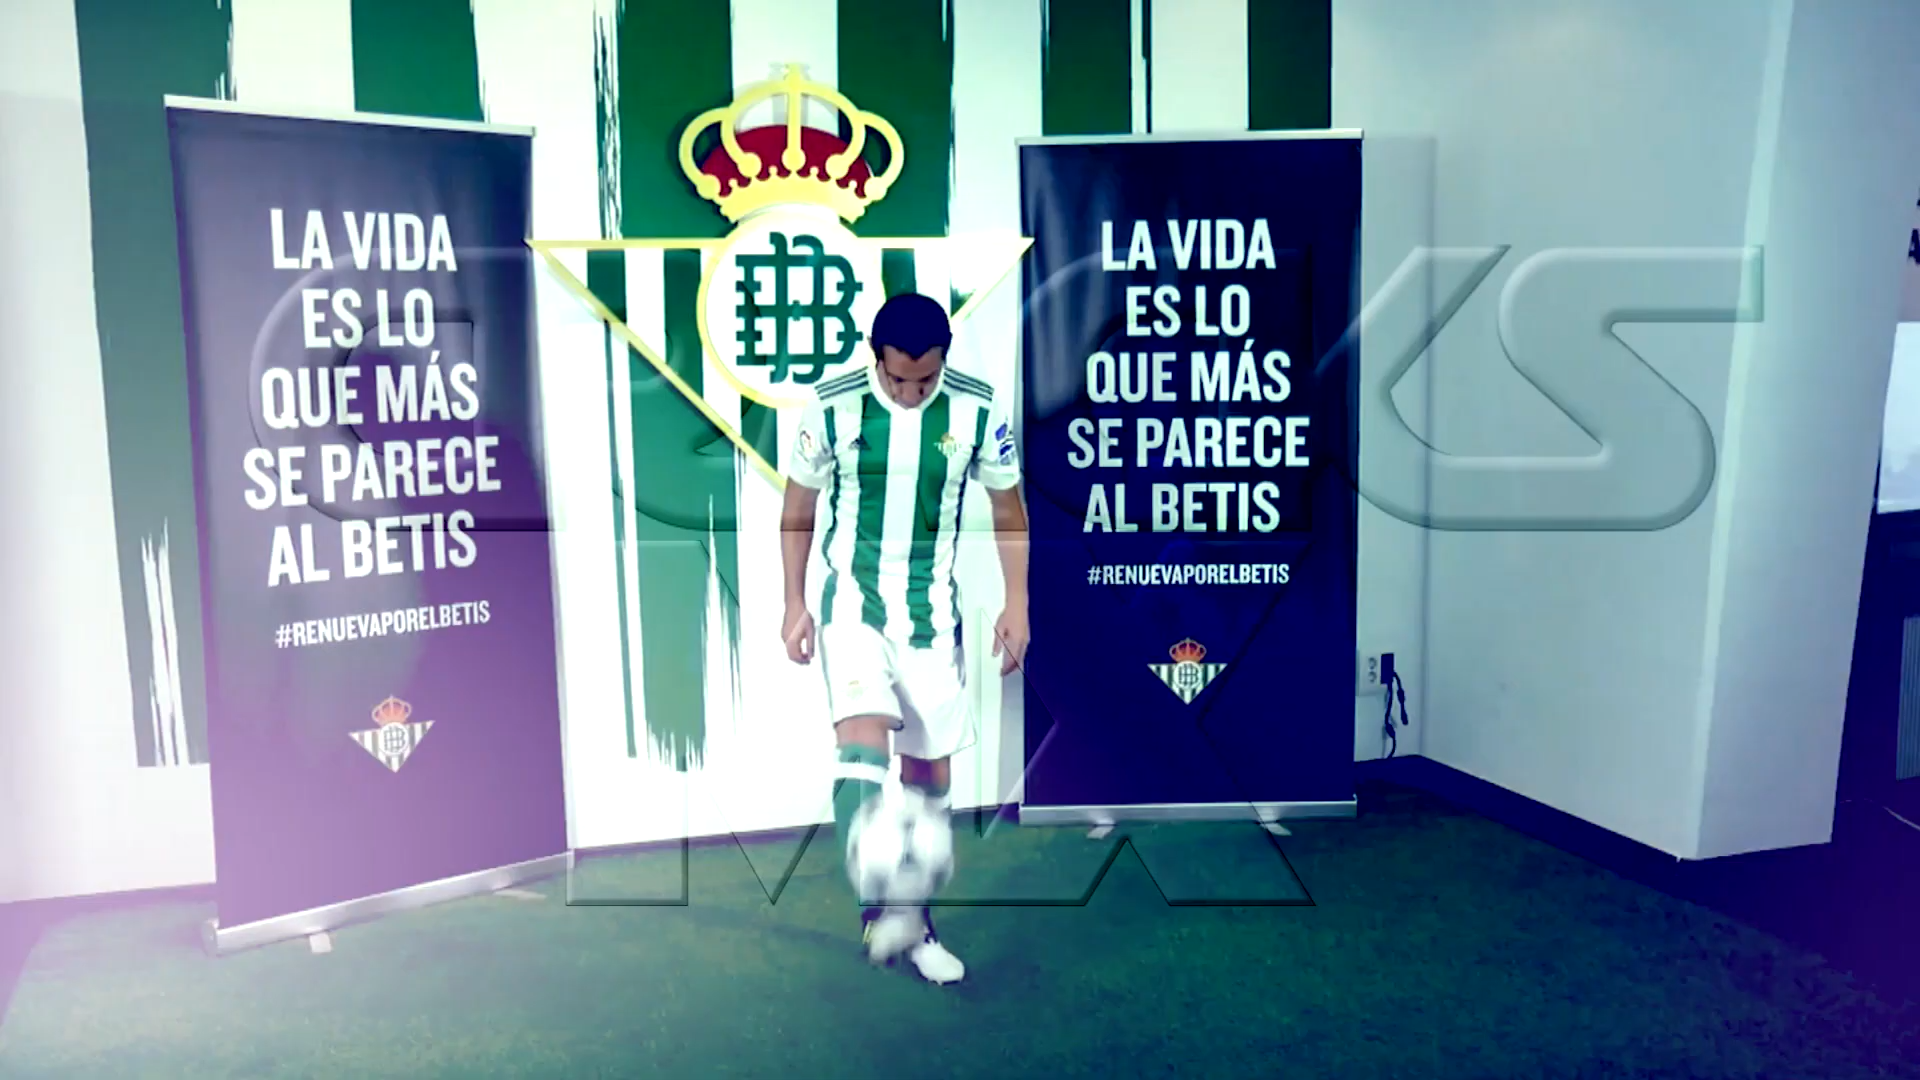 LA VIDA
ES LO
QUE MÁS
SE PARECE
AL BETIS
#RENUEVAPORELBETIS
LA VIDA
ES LO
QUE MÁS
SE PARECE
AL BETIS
#RENUEVAPORELBETIS
MX